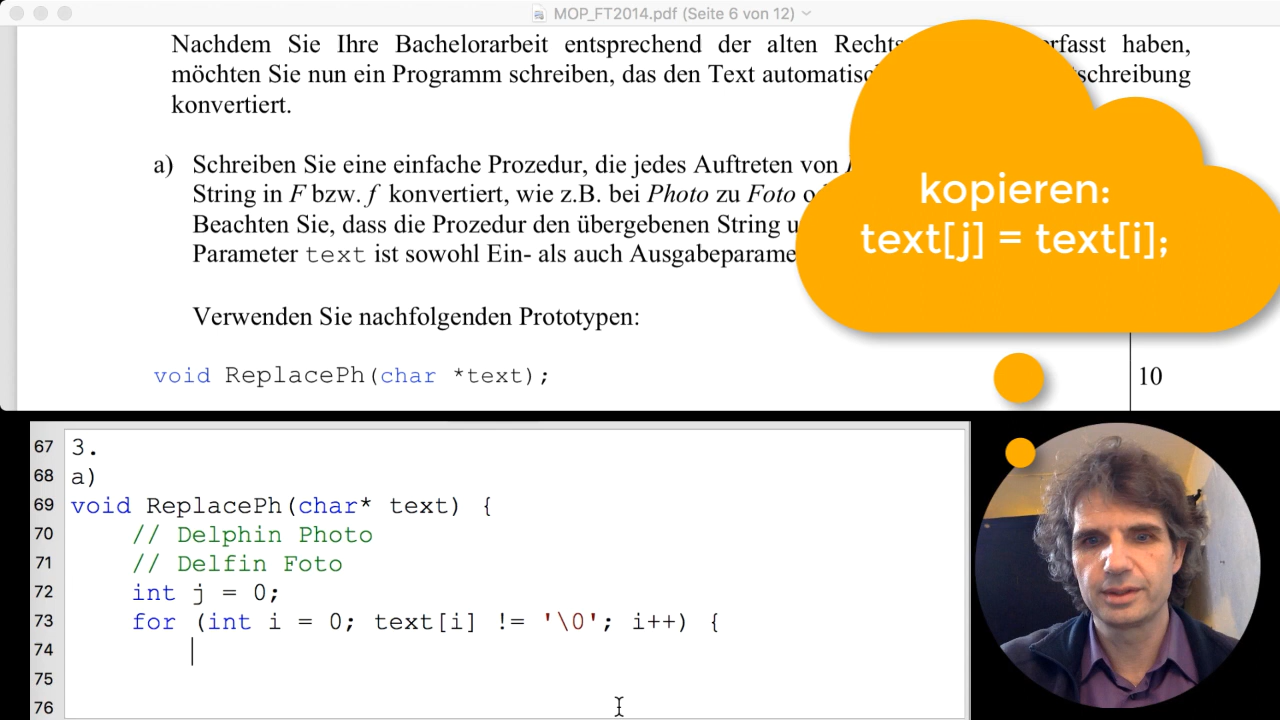 MOP_FT2014.pdf (Seite 6 von 12)
Nachdem Sie Ihre Bachelorarbeit entsprechend der alten haben,
möchten Sie nun ein Programm schreiben, das den Text
konvertiert.
a) Schreiben Sie eine einfache Prozedur, die jedes Auftreten von
String in F bzw. f konvertiert, wie z.B. bei Photo zu Foto
Beachten Sie, dass die Prozedur den übergebenen String
Parameter text ist sowohl Ein- als auch
Verwenden Sie nachfolgenden Prototypen:
void ReplacePh(char *text);
10
kopieren:
text[j] = text[i];
67 3.
68 a)
69 void ReplacePh(char* text) {
70 // Delphin Photo
71 // Delfin Foto
72 int j = 0;
73 for (int i = 0; text[i] != '\0'; i++) {
74
75
76